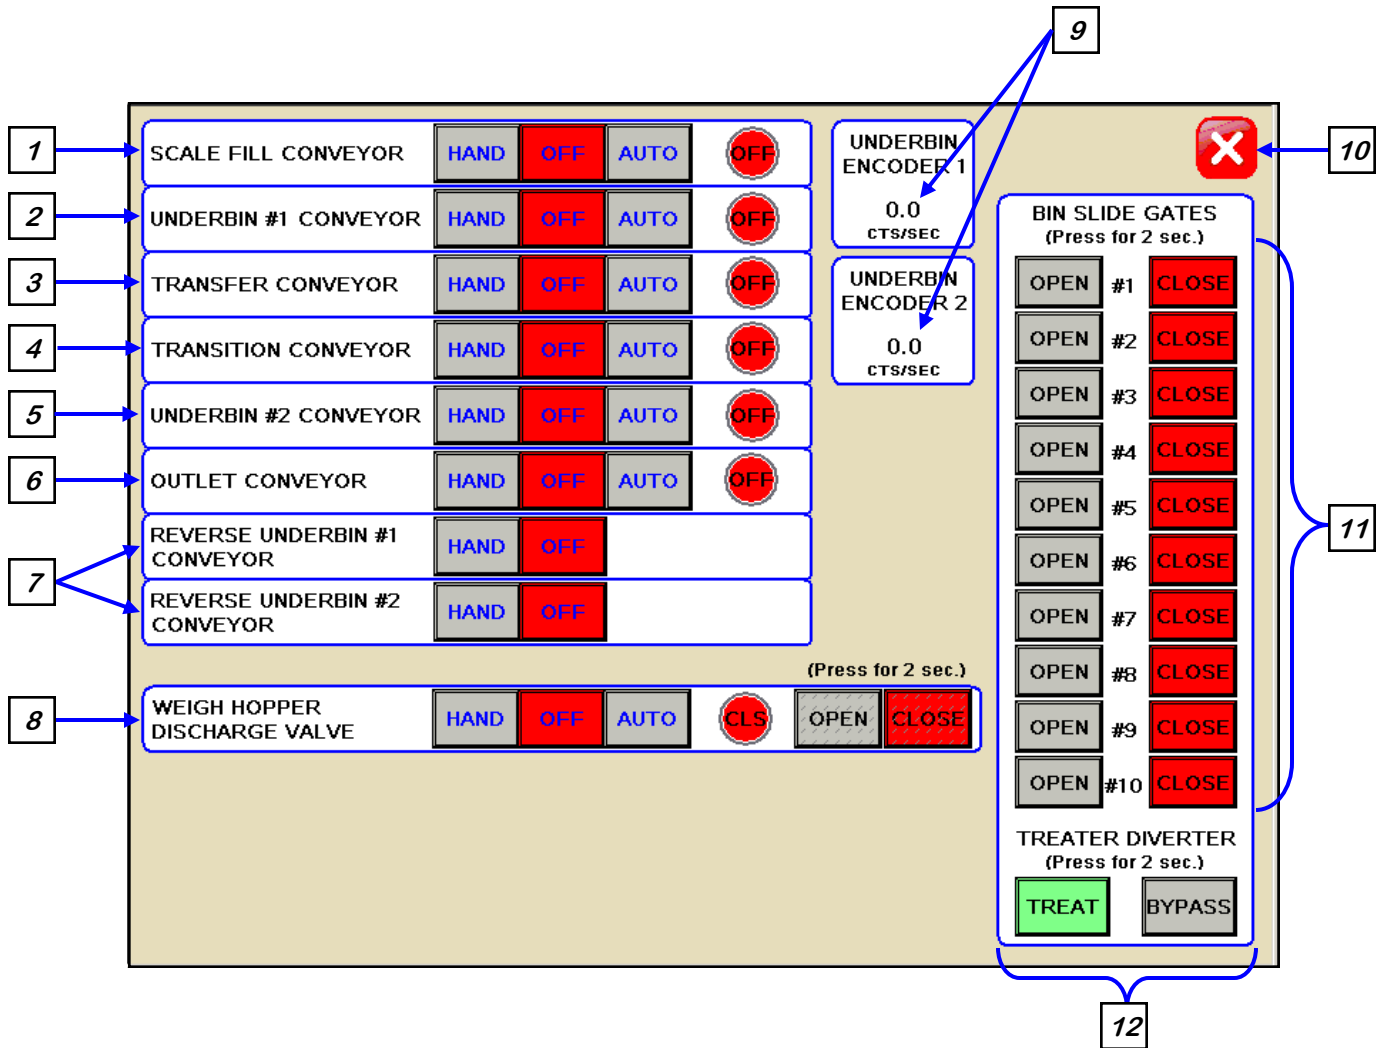 9
1
SCALE FILL CONVEYOR HAND OFF AUTO OFF
2
UNDERBIN #1 CONVEYOR HAND OFF AUTO OFF
3
TRANSFER CONVEYOR HAND OFF AUTO OFF
4
TRANSITION CONVEYOR HAND OFF AUTO OFF
5
UNDERBIN #2 CONVEYOR HAND OFF AUTO OFF
6
OUTLET CONVEYOR HAND OFF AUTO OFF
7
REVERSE UNDERBIN #1
CONVEYOR
HAND OFF
REVERSE UNDERBIN #2
CONVEYOR
HAND OFF
(Press for 2 sec.)
8
WEIGH HOPPER
DISCHARGE VALVE
HAND OFF AUTO CLS OPEN CLOSE
UNDERBIN
ENCODER 1
0.0
CTS/SEC
UNDERBIN
ENCODER 2
0.0
CTS/SEC
10
BIN SLIDE GATES
(Press for 2 sec.)
OPEN #1 CLOSE
OPEN #2 CLOSE
OPEN #3 CLOSE
OPEN #4 CLOSE
OPEN #5 CLOSE
OPEN #6 CLOSE
OPEN #7 CLOSE
OPEN #8 CLOSE
OPEN #9 CLOSE
OPEN #10 CLOSE
11
TREATER DIVERTER
(Press for 2 sec.)
TREAT BYPASS
12